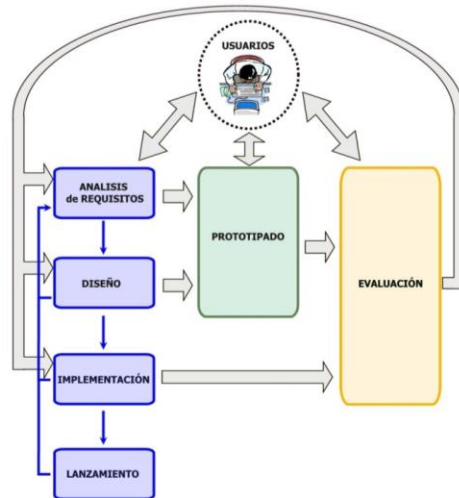 USUARIOS
ANALISIS
de REQUISITOS
PROTOTIPADO
DISEÑO
EVALUACIÓN
IMPLEMENTACIÓN
LANZAMIENTO